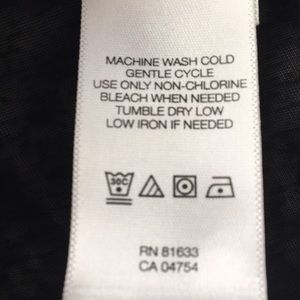 MACHINE WASH COLD
GENTLE CYCLE
USE ONLY NON-CHLORINE
BLEACH WHEN NEEDED
TUMBLE DRY LOW
LOW IRON IF NEEDED
30C
RN 81633
CA 04754